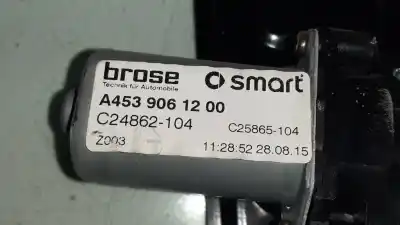 brose smart
Technik für Automobile
A453 906 12 00
C24862-104 C25865-104
Z003 11:28:52 28.08.15